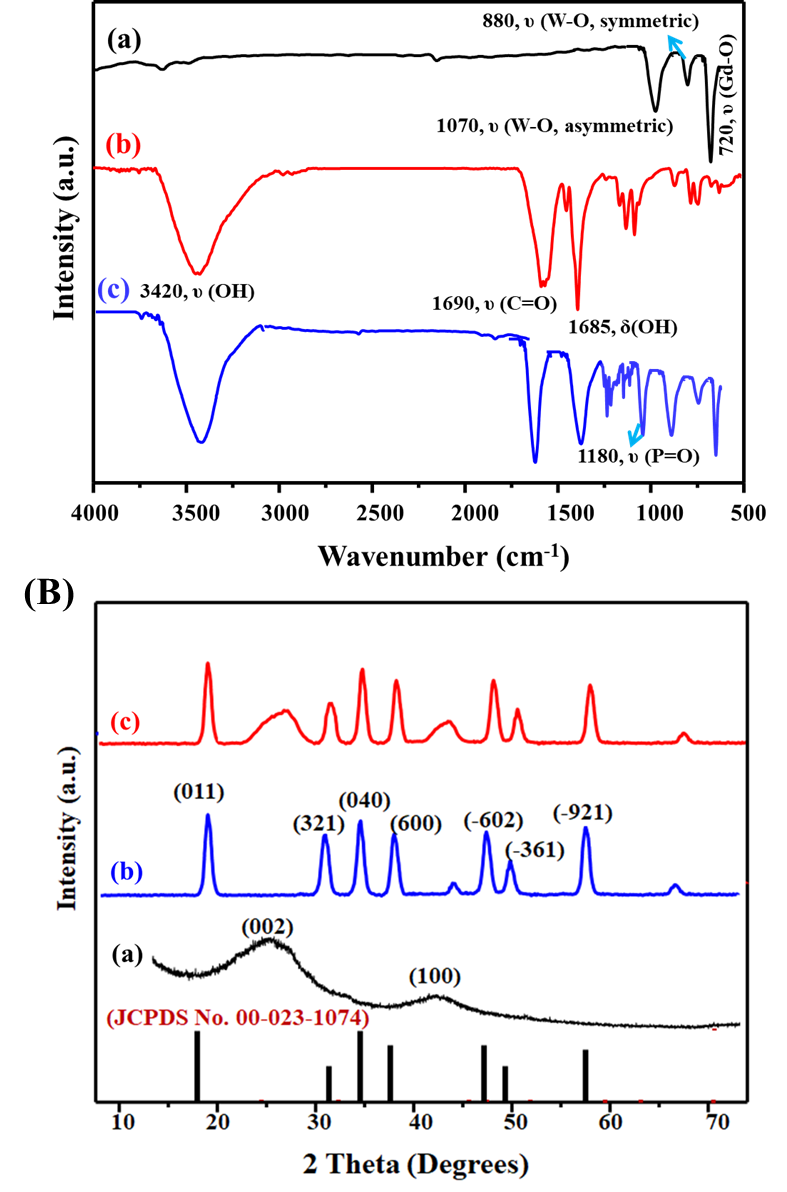 (a)
880, υ (W-O, symmetric)
1070, υ (W-O, asymmetric)
720, υ (Gd-O)
(b)
3420, υ (OH)
1690, υ (C=O)
1685, δ(OH)
(c)
1180, υ (P=O)
Intensity (a.u.)
4000 3500 3000 2500 2000 1500 1000 500
Wavenumber (cm-1)
(B)
(c)
(011)
(321)
(040)
(600)
(-602)
(-361)
(-921)
(b)
(a)
(002)
(100)
(JCPDS No. 00-023-1074)
Intensity (a.u.)
10 20 30 40 50 60 70
2 Theta (Degrees)